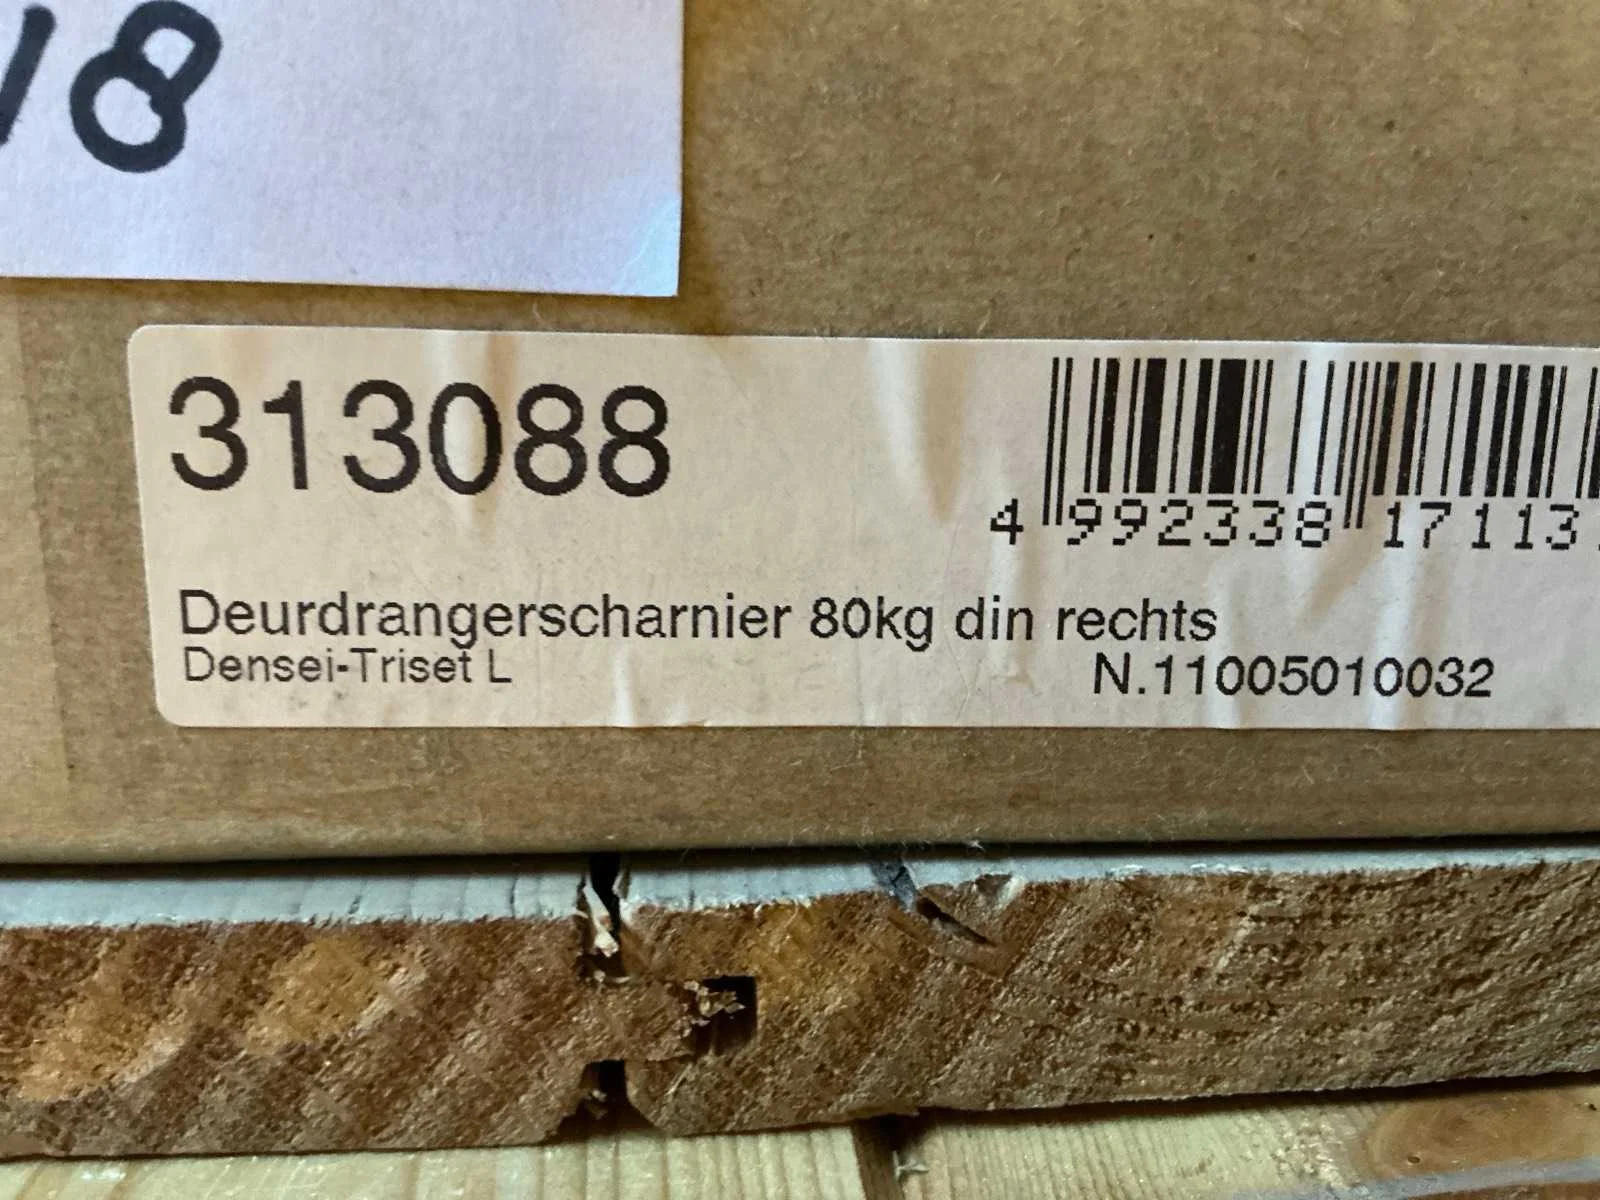 18
313088
4 992338 17113
Deurdrangerscharnier 80kg din rechts
Densei-Triset L
N.11005010032